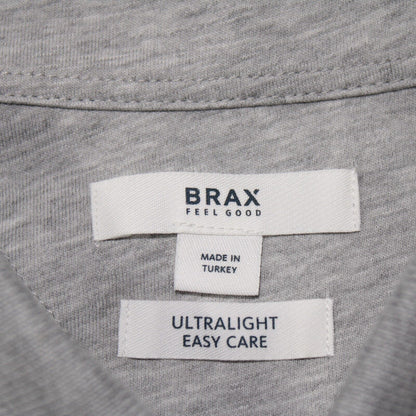 BRAX
FEEL GOOD
MADE IN
TURKEY
ULTRALIGHT
EASY CARE